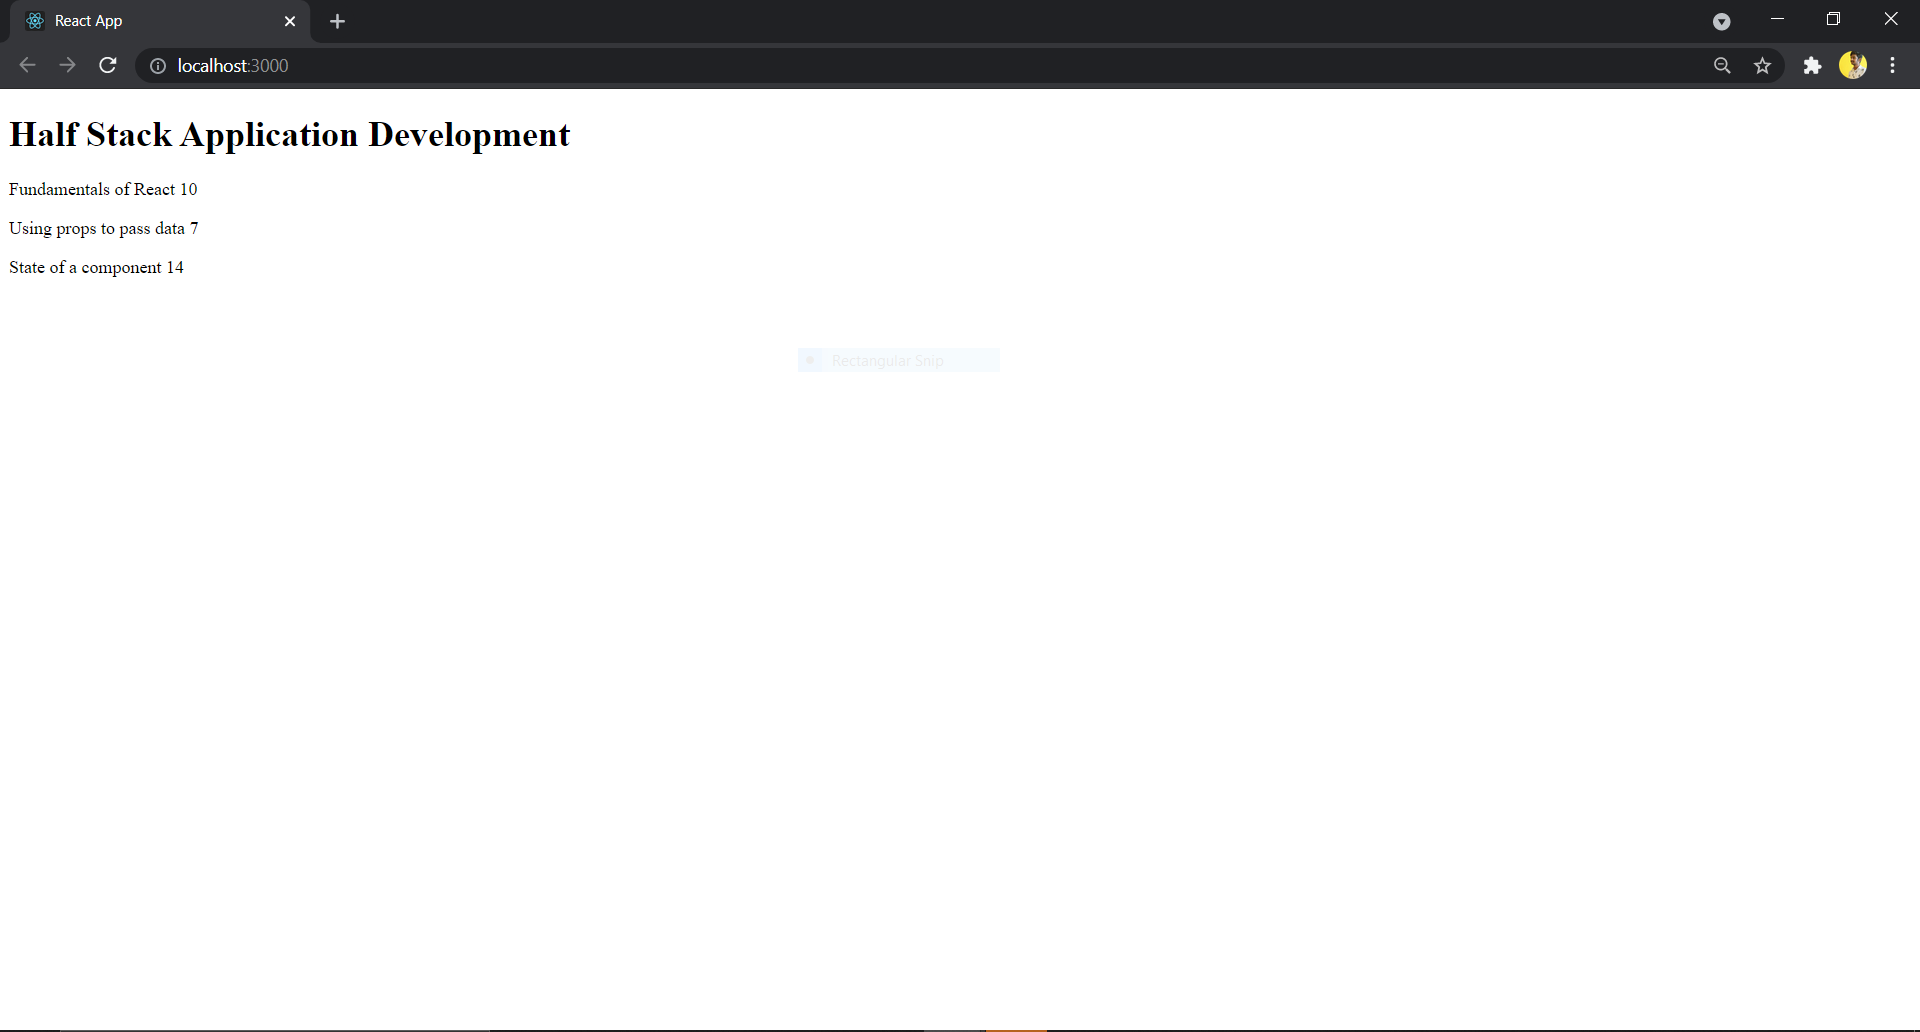 React App
localhost:3000
Half Stack Application Development
Fundamentals of React 10
Using props to pass data 7
State of a component 14
Rectangular Snip